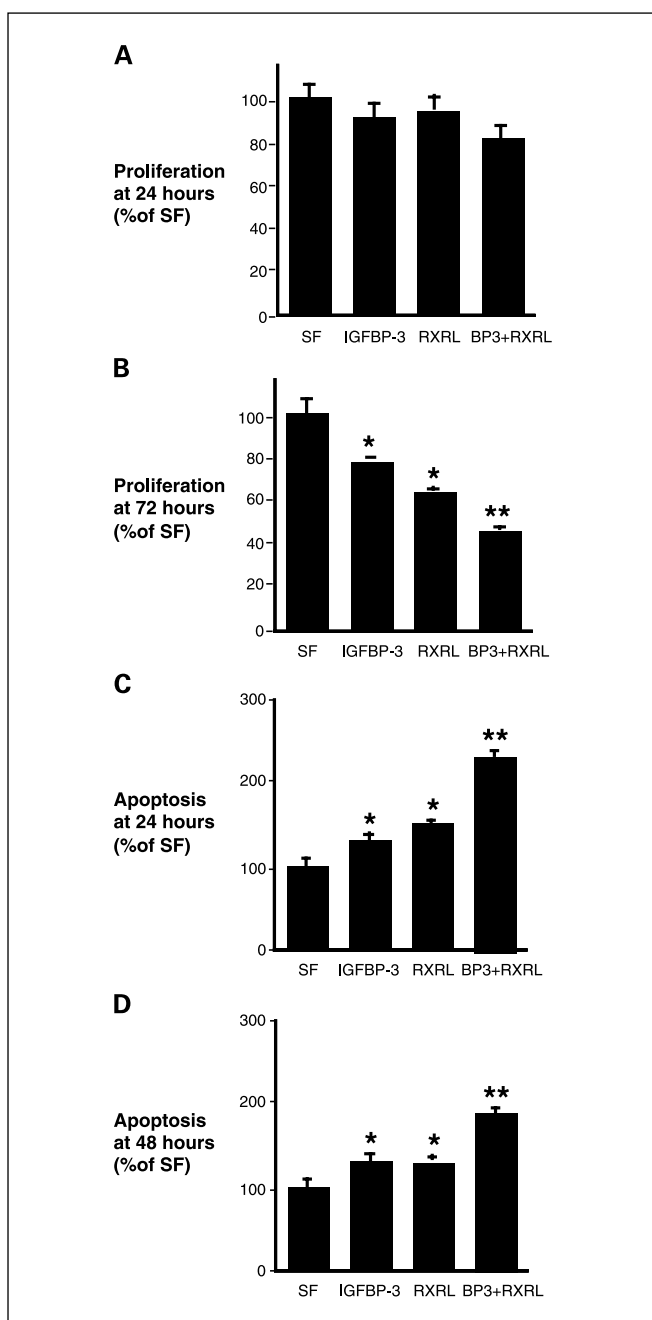 A
Proliferation
at 24 hours
(%of SF)
100
80
60
40
20
0
SF IGFBP-3 RXRL BP3+RXRL
B
Proliferation
at 72 hours
(%of SF)
100
80
60
40
20
0
* * **
SF IGFBP-3 RXRL BP3+RXRL
C
Apoptosis
at 24 hours
(%of SF)
300
200
100
0
* * **
SF IGFBP-3 RXRL BP3+RXRL
D
Apoptosis
at 48 hours
(%of SF)
300
200
100
0
* * **
SF IGFBP-3 RXRL BP3+RXRL